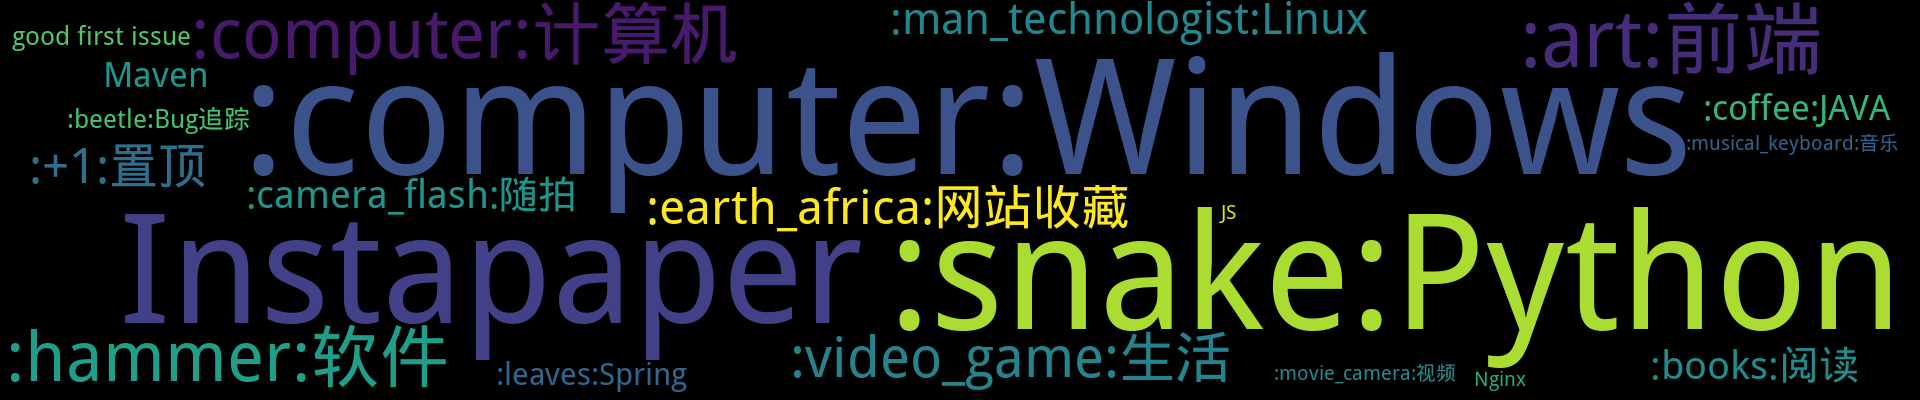 good first issue
:computer:计算机
:man_technologist:Linux
:art:前端
Maven
:computer:Windows
:coffee:JAVA
:beetle:Bug追踪
:musical_keyboard:音乐
:+1:置顶
:camera_flash:随拍
:earth_africa:网站收藏
JS
Instapaper
:snake:Python
:hammer:软件
:leaves:Spring
:video_game:生活
:movie_camera:视频
Nginx
:books:阅读